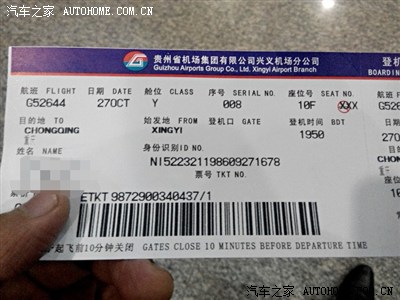 汽车之家 AUTOHOME.COM.CN
贵州省机场集团有限公司兴义机场分公司 登机
Guizhou Airports Group Co., Ltd. Xingyi Airport Branch BOARDIN
航班 FLIGHT 日期 DATE 舱位 CLASS 序号 SERIAL NO. 座位号 SEAT NO. 航班
G52644 27OCT Y 008 10F XXX G526
目的地 TO 始发地 FROM 登机口 GATE 登机时间 BDT 日期
CHONGQING XINGYI 1950
姓名 NAME 身份识别 ID NO.
NI522321198609271678
票号 TKT NO.
ETKT 9872900340437/1
起飞前10分钟关闭 GATES CLOSE 10 MINUTES BEFORE DEPARTURE TIME
汽车之家 AUTOHOME.COM.CN